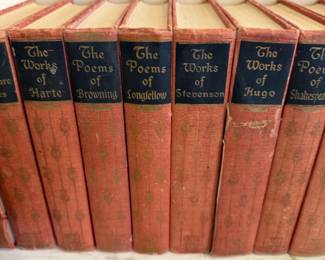 The
Works
of
Harte
The
Poems
of
Browning
The
Poems
of
Longfellow
The
Works
of
Stevenson
The
Works
of
Hugo
The
Poems
of